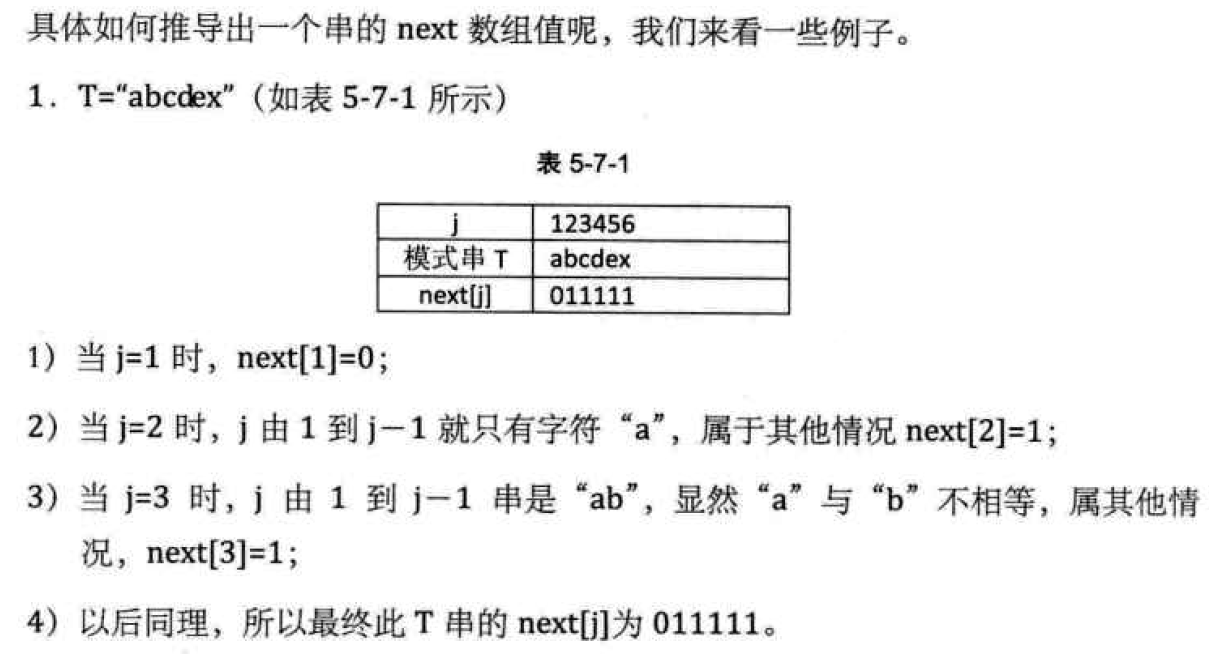 具体如何推导出一个串的 next 数组值呢，我们来看一些例子。
1．T=“abcdex”（如表 5-7-1 所示）
表 5-7-1
j 123456
模式串 T abcdex
next[j] 011111
1）当 j=1 时，next[1]=0；
2）当 j=2 时，j 由 1 到 j－1 就只有字符“a”，属于其他情况 next[2]=1；
3）当 j=3 时，j 由 1 到 j－1 串是“ab”，显然“a”与“b”不相等，属其他情
况，next[3]=1；
4）以后同理，所以最终此 T 串的 next[j]为 011111。